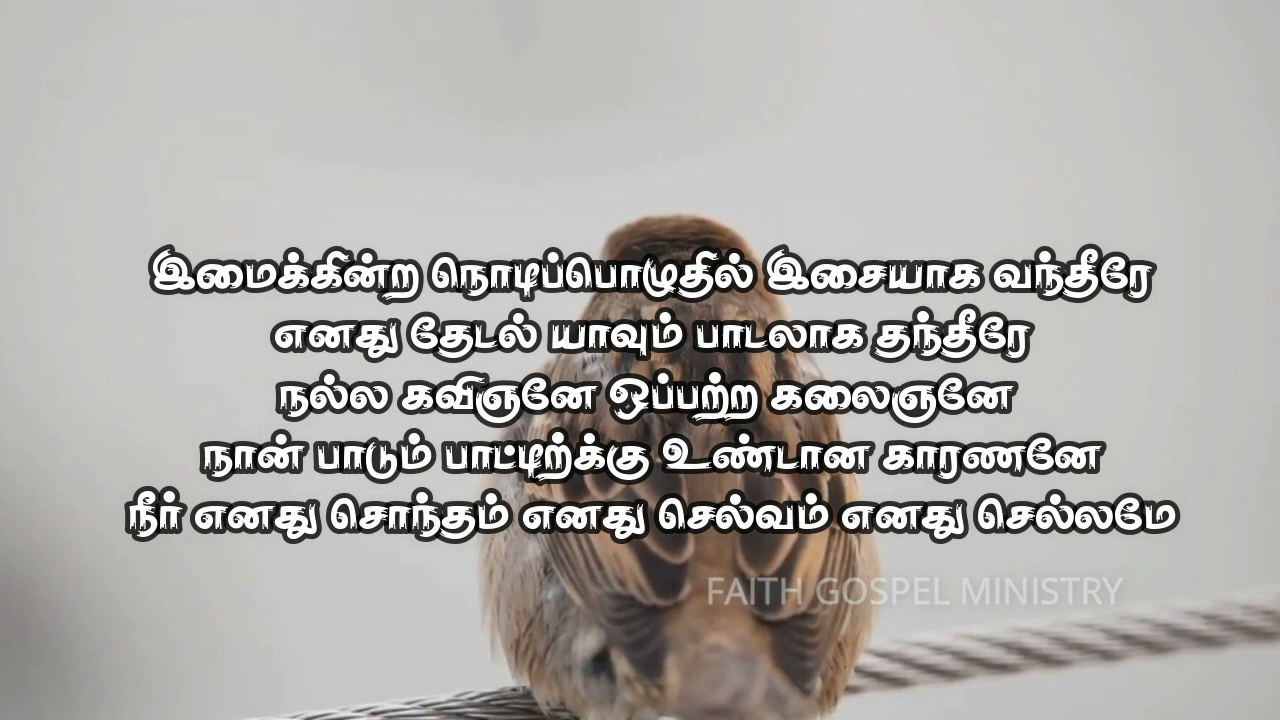 இமைக்கின்ற நொடிப்பொழுதில் இசையாக வந்தீரே
எனது தேடல் யாவும் பாடலாக தந்தீரே
நல்ல கவிஞனே ஒப்பற்ற கலைஞனே
நான் பாடும் பாட்டிற்க்கு உண்டான காரணனே
நீர் எனது சொந்தம் எனது செல்வம் எனது செல்லமே
FAITH GOSPEL MINISTRY